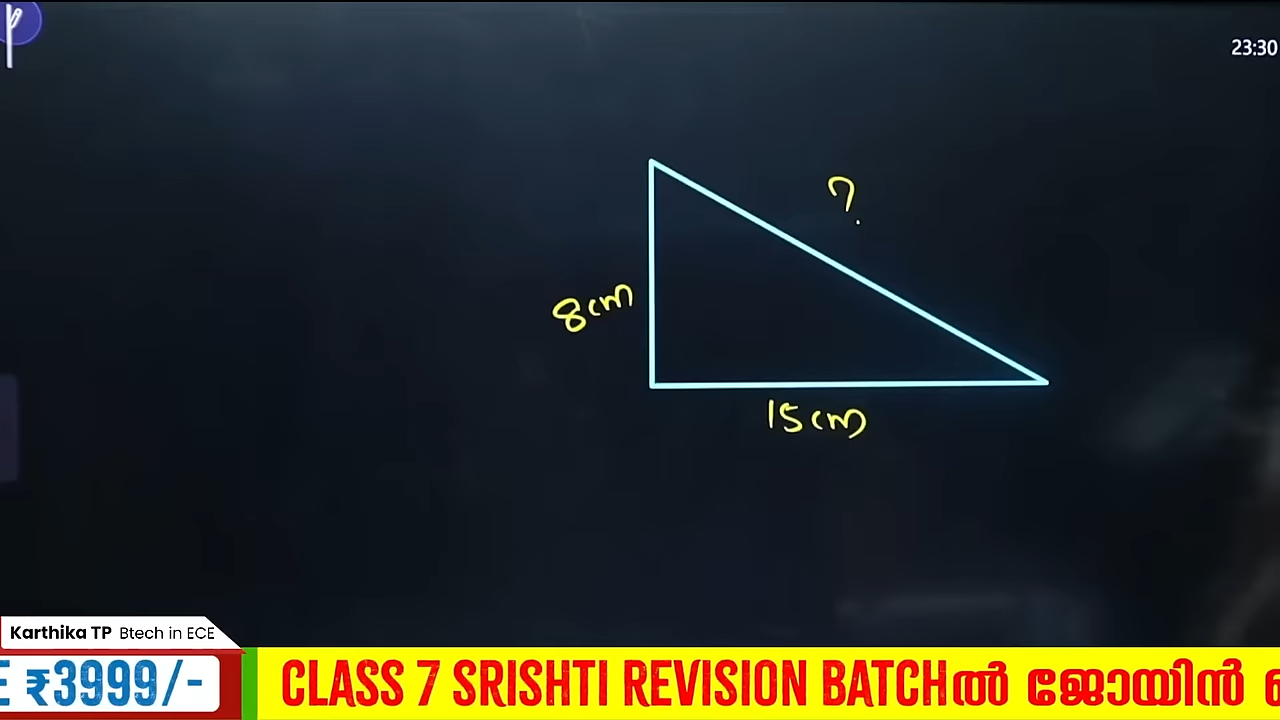 23:30
?
8cm
15cm
Karthika TP Btech in ECE
E ₹3999/-
CLASS 7 SRISHTI REVISION BATCHൽ ജോയിൻ